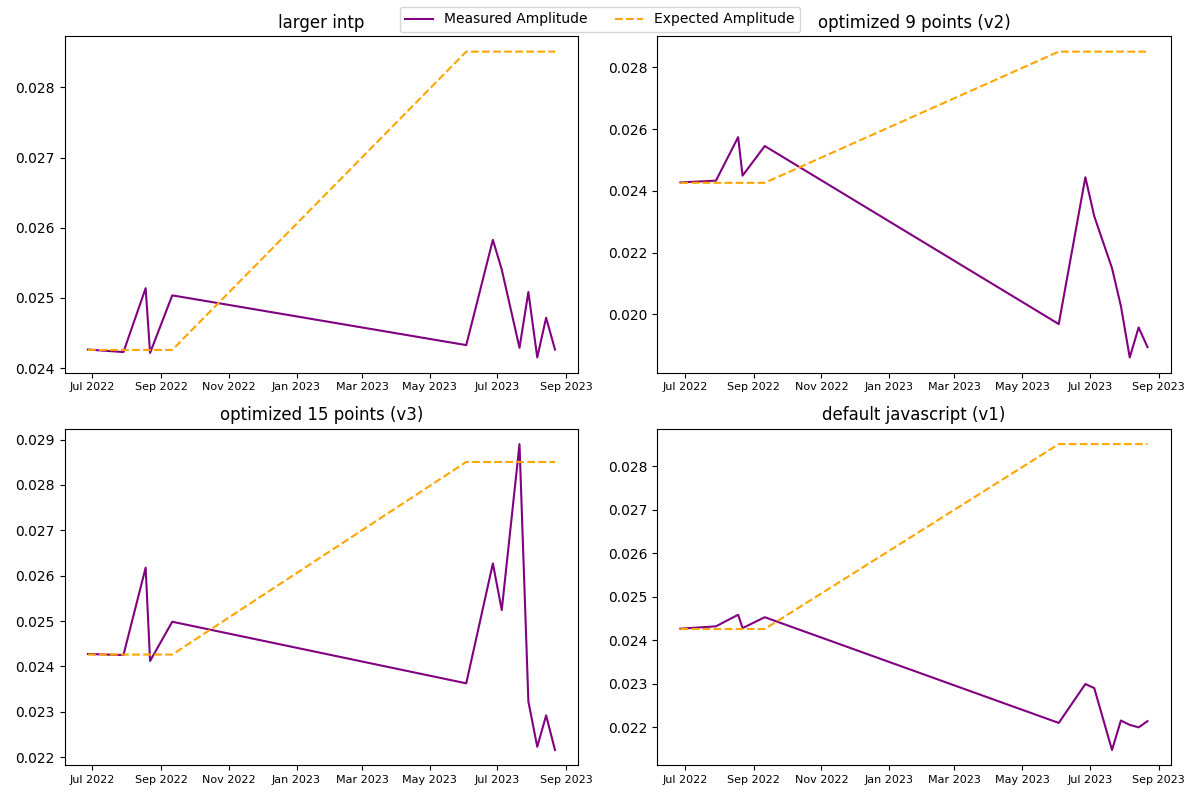 Measured Amplitude Expected Amplitude
larger intp
0.028
0.027
0.026
0.025
0.024
Jul 2022 Sep 2022 Nov 2022 Jan 2023 Mar 2023 May 2023 Jul 2023 Sep 2023
optimized 9 points (v2)
0.028
0.026
0.024
0.022
0.020
Jul 2022 Sep 2022 Nov 2022 Jan 2023 Mar 2023 May 2023 Jul 2023 Sep 2023
optimized 15 points (v3)
0.029
0.028
0.027
0.026
0.025
0.024
0.023
0.022
Jul 2022 Sep 2022 Nov 2022 Jan 2023 Mar 2023 May 2023 Jul 2023 Sep 2023
default javascript (v1)
0.028
0.027
0.026
0.025
0.024
0.023
0.022
Jul 2022 Sep 2022 Nov 2022 Jan 2023 Mar 2023 May 2023 Jul 2023 Sep 2023